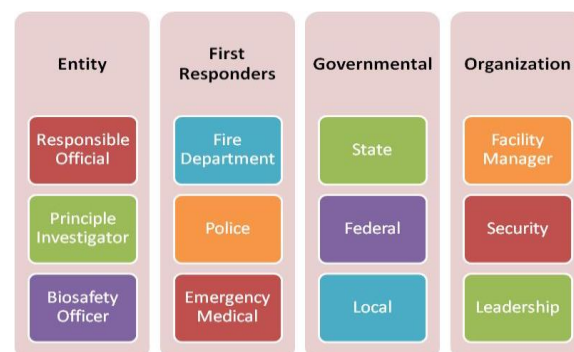 Entity
Responsible
Official
Principle
Investigator
Biosafety
Officer
First
Responders
Fire
Department
Police
Emergency
Medical
Governmental
State
Federal
Local
Organization
Facility
Manager
Security
Leadership